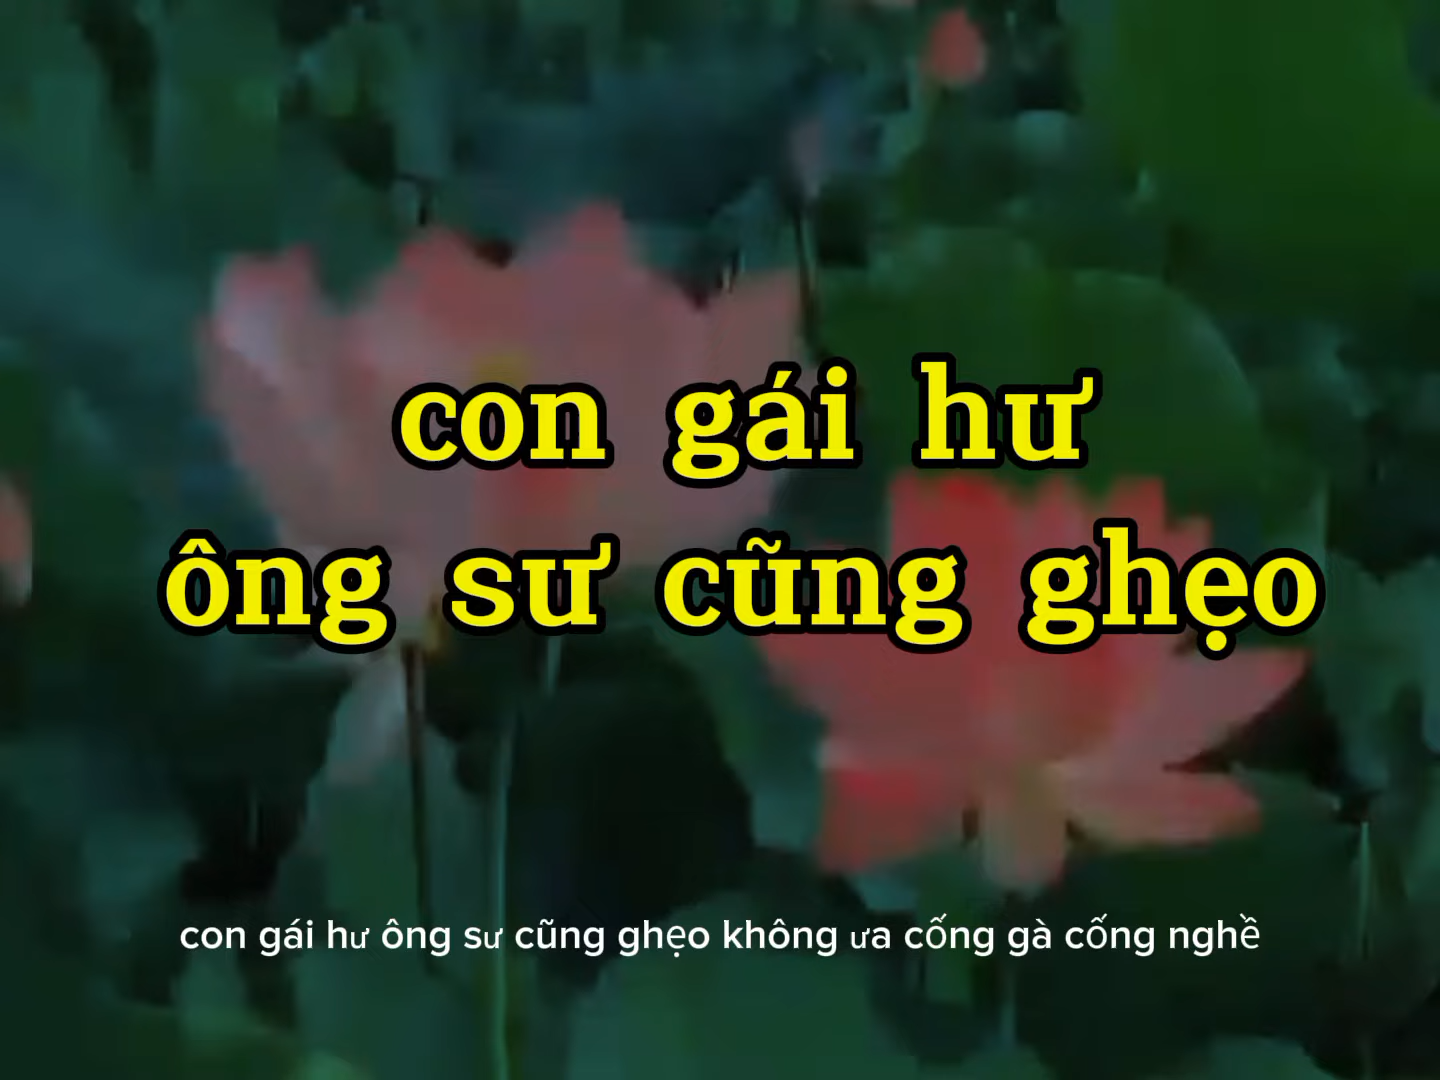 con gái hư
ông sư cũng ghẹo
con gái hư ông sư cũng ghẹo không ưa cống gà cống nghề